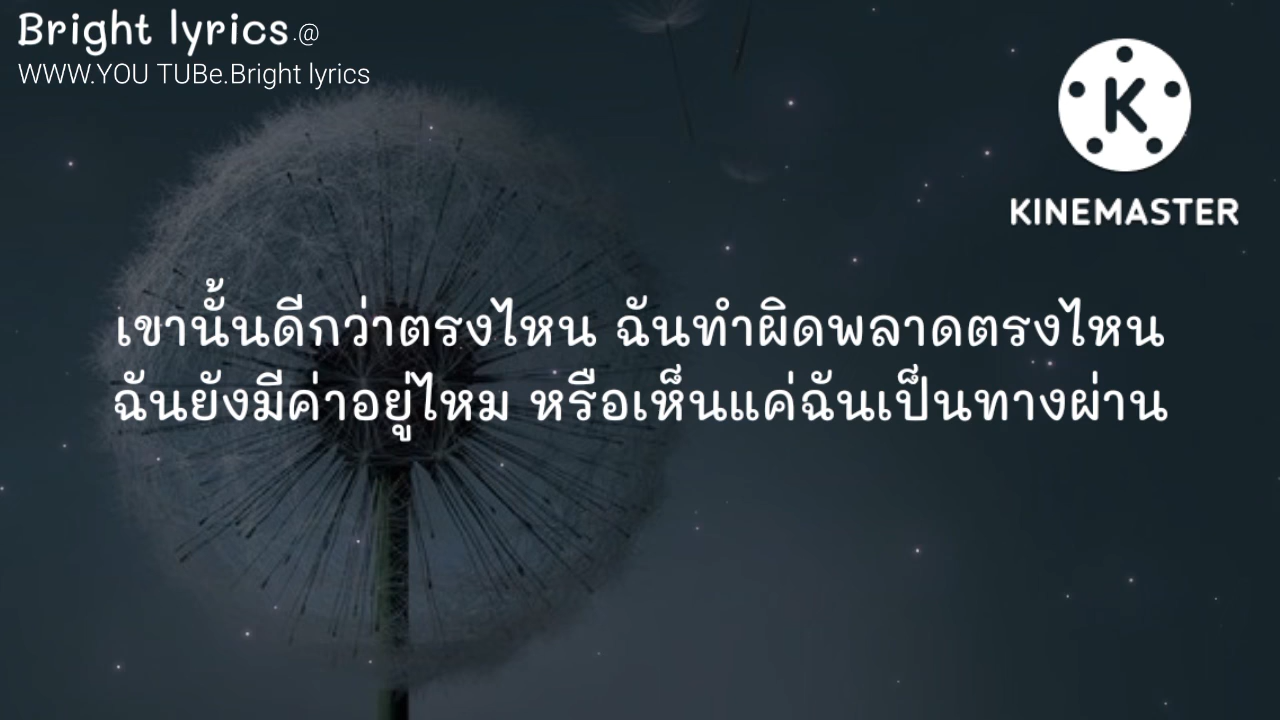 Bright lyrics.@
WWW.YOU TUBe.Bright lyrics
KINEMASTER
เขานั้นดีกว่าตรงไหน ฉันทำผิดพลาดตรงไหน
ฉันยังมีค่าอยู่ไหม หรือเห็นแค่ฉันเป็นทางผ่าน